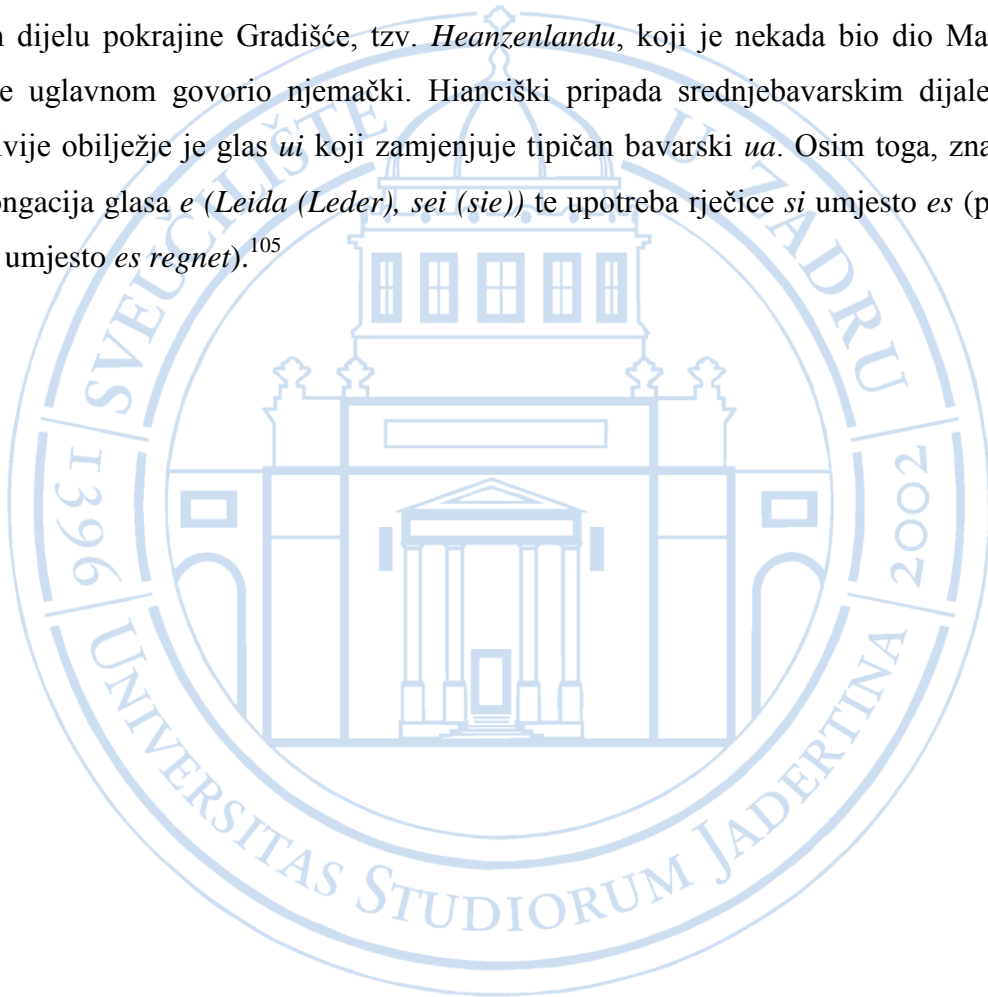 dijelu pokrajine Gradišće, tzv. Heanzenlandu, koji je nekada bio dio Ma
e uglavnom govorio njemački. Hianciški pripada srednjebavarskim dijale
ivije obilježje je glas ui koji zamjenjuje tipičan bavarski ua. Osim toga, zna
ongacija glasa e (Leida (Leder), sei (sie)) te upotreba rječice si umjesto es (p
umjesto es regnet).105
SVEUČILIŠTE U ZADRU
1396
2002
UNIVERSITAS STUDIORUM JADERTINA